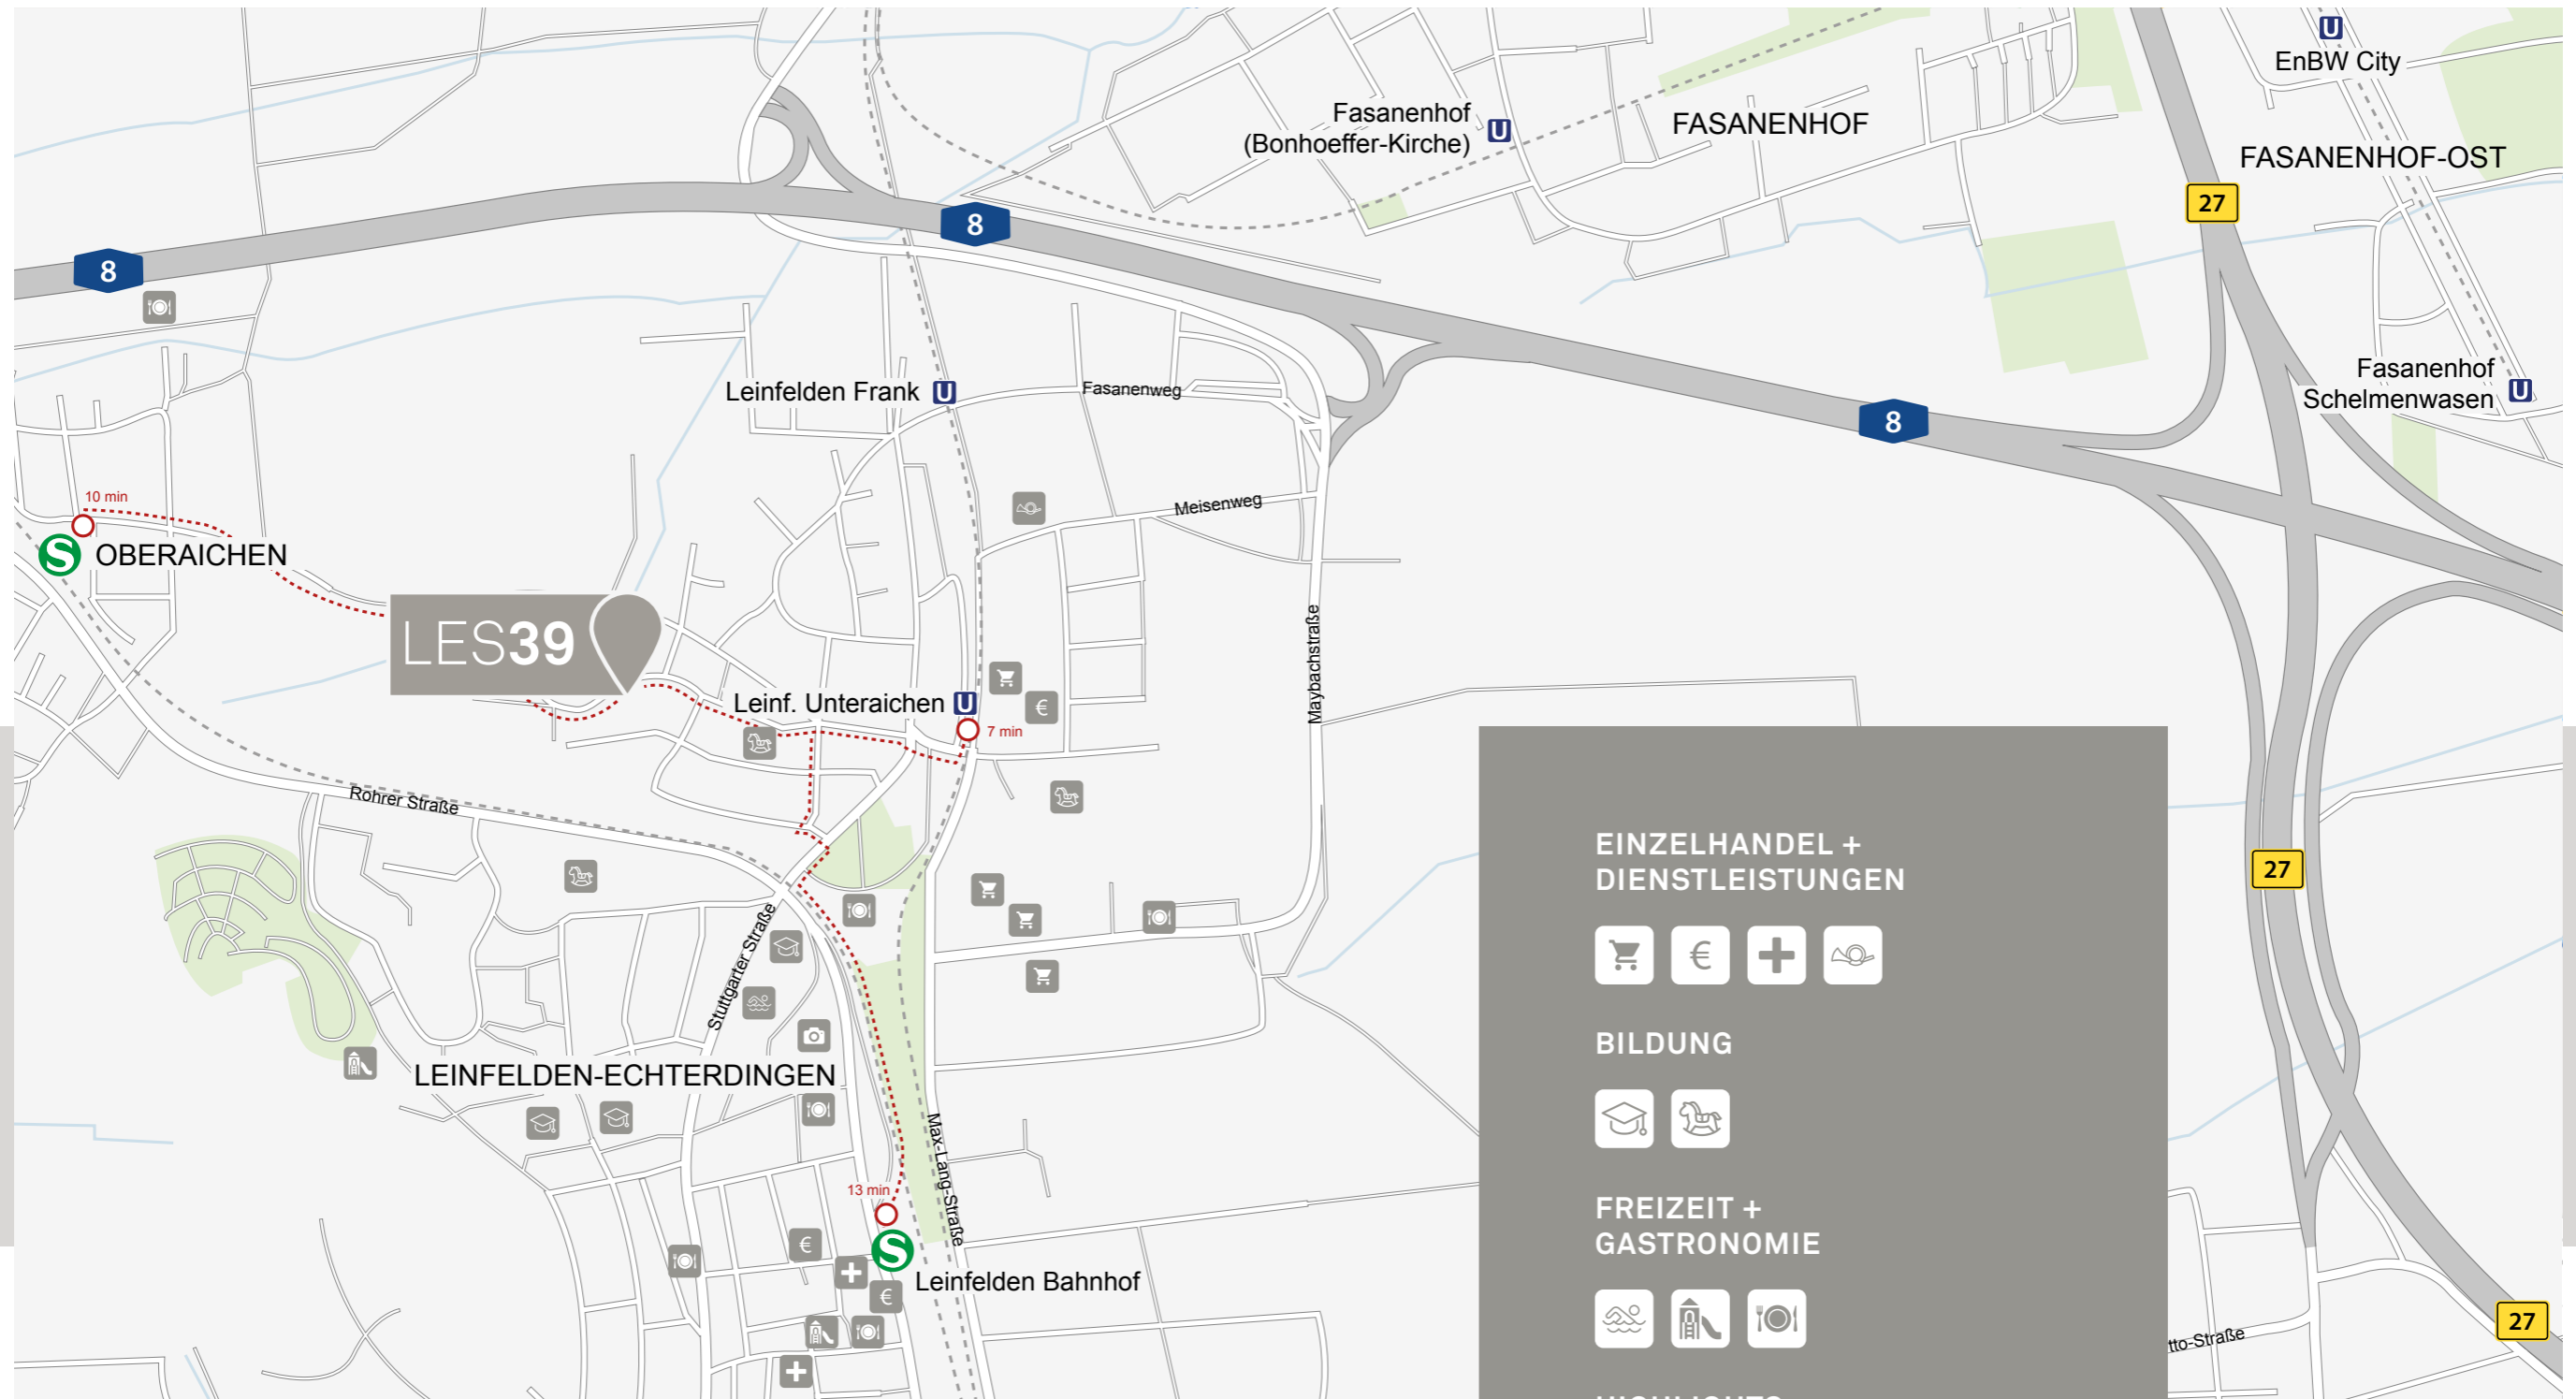 EnBW City
Fasanenhof
(Bonhoeffer-Kirche)
FASANENHOF
FASANENHOF-OST
27
8
8
Leinfelden Frank
Fasanenweg
Fasanenhof
Schelmenwasen
8
10 min
Meisenweg
OBERAICHEN
LES39
Maybachstraße
Leinf. Unteraichen
7 min
Rohrer Straße
EINZELHANDEL +
DIENSTLEISTUNGEN
27
Stuttgarter Straße
BILDUNG
LEINFELDEN-ECHTERDINGEN
Max-Lang-Straße
13 min
FREIZEIT +
GASTRONOMIE
Leinfelden Bahnhof
27
tto-Straße